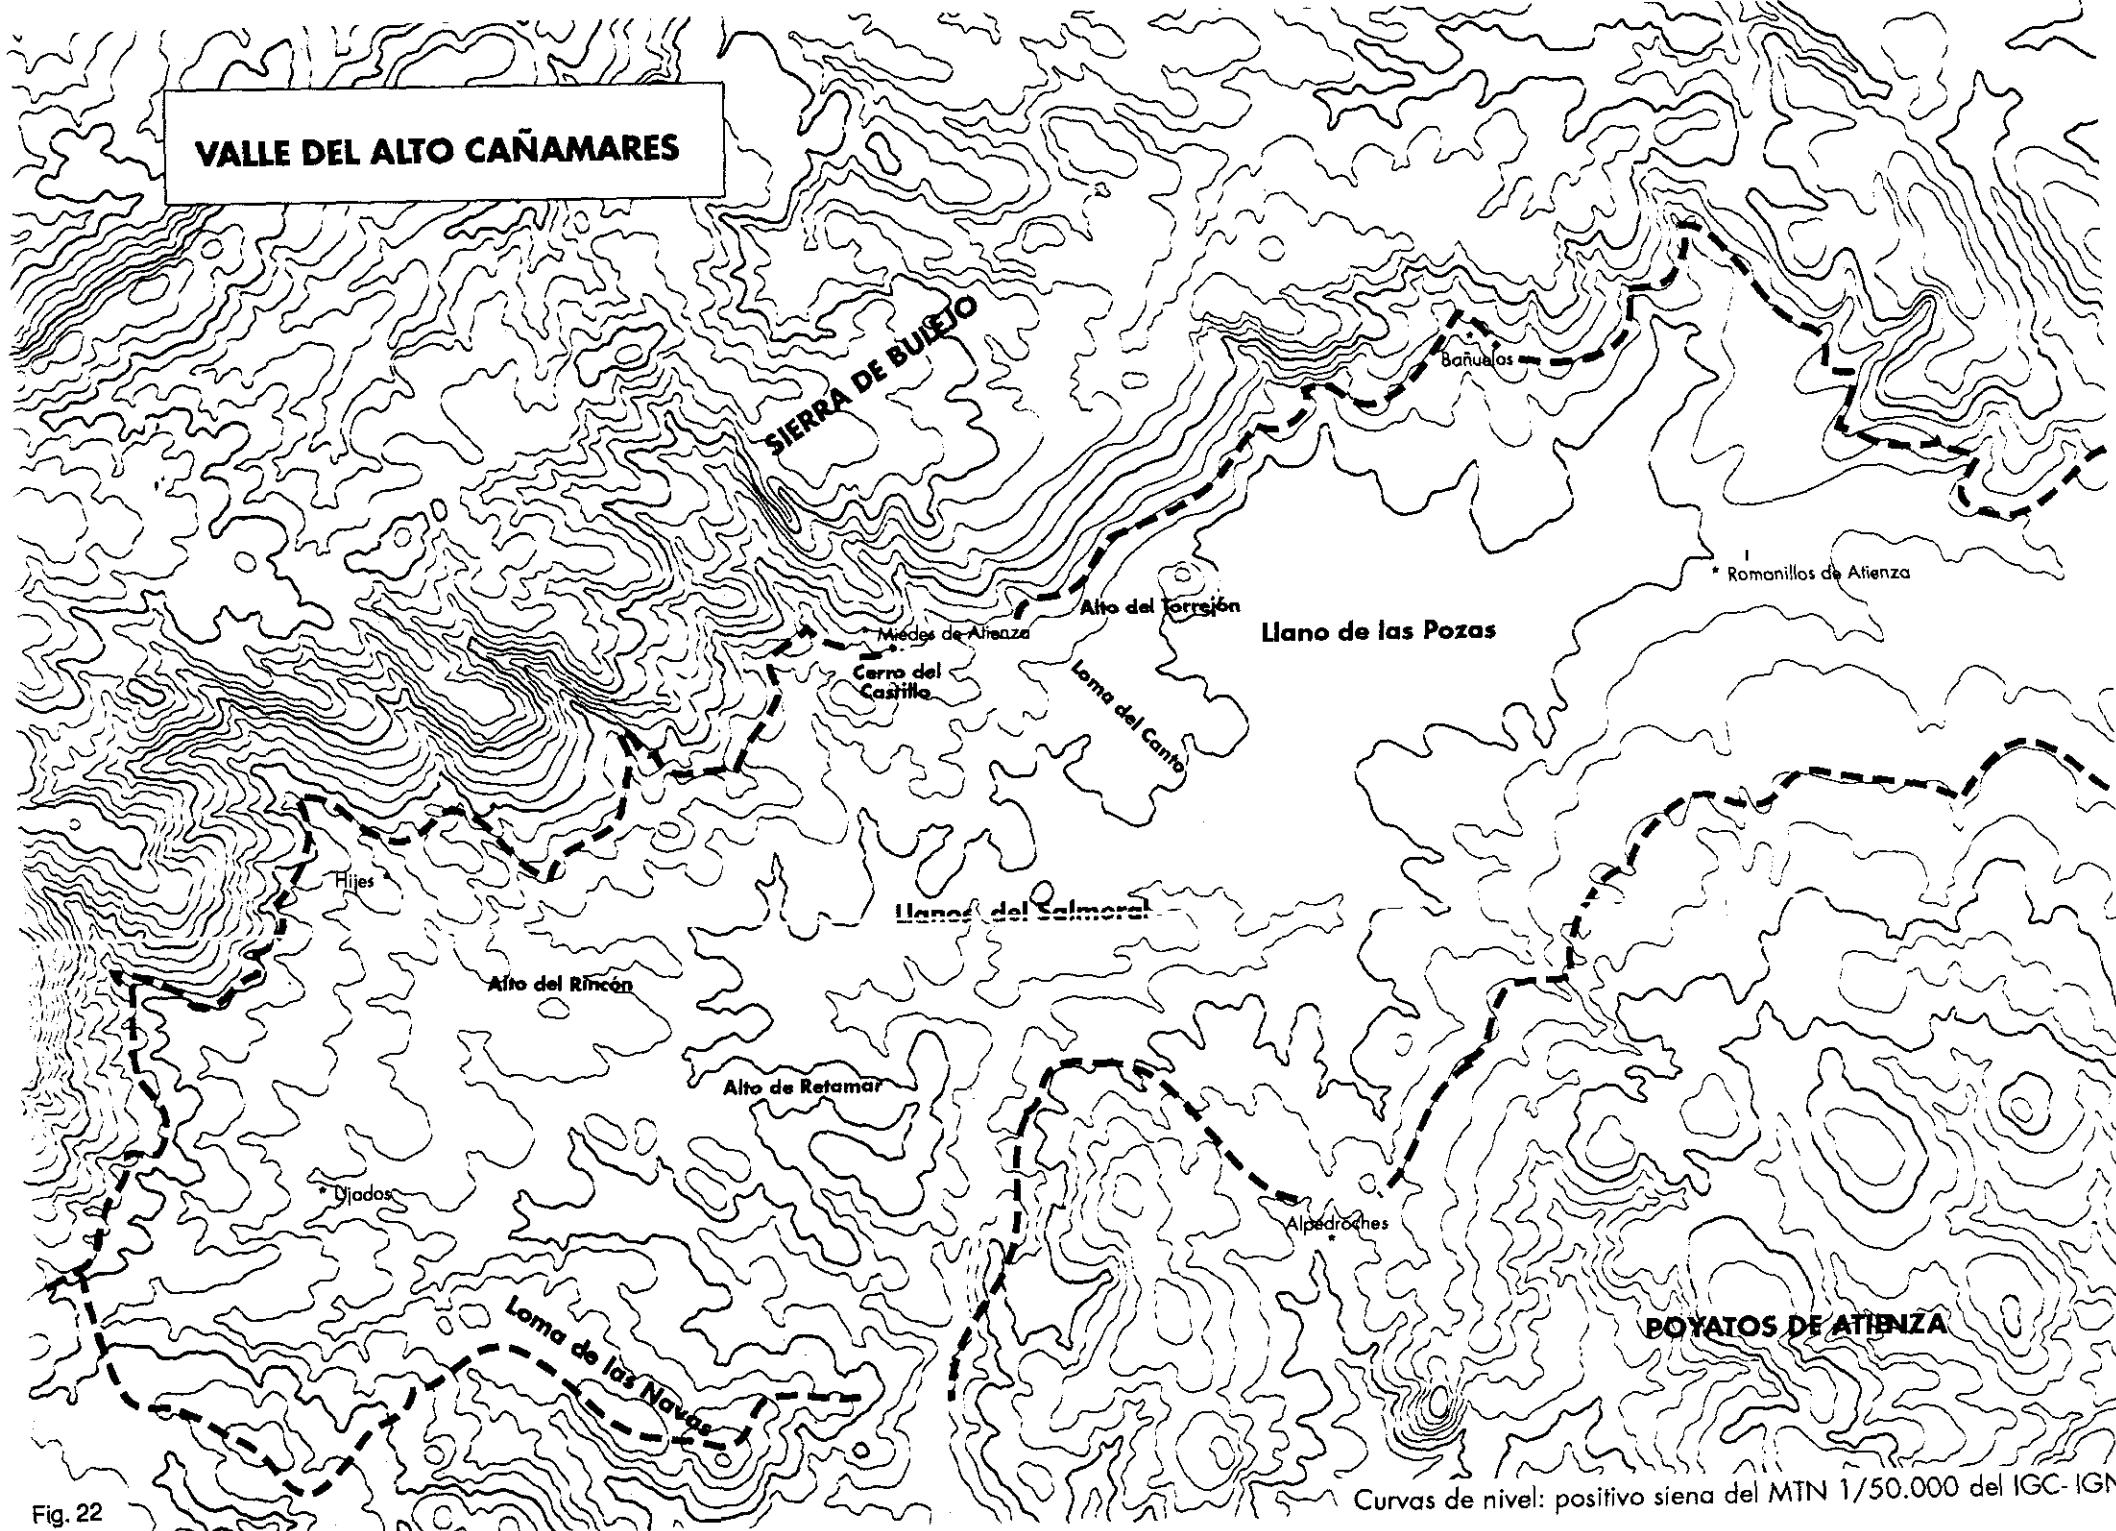 VALLE DEL ALTO CAÑAMARES
SIERRA DE BULEJO
Bañuelos
* Romanillos de Atienza
Alto del Torrejón
Llano de las Pozas
* Miedes de Atienza
Cerro del
Castillo
Loma del Canto
Hijes *
Llanos del Salmoral
Alto del Rincón
Alto de Retamar
* Ujados
Alpedroches
*
Loma de las Navas
POYATOS DE ATIENZA
Curvas de nivel: positivo siena del MTN 1/50.000 del IGC-IGN
Fig. 22